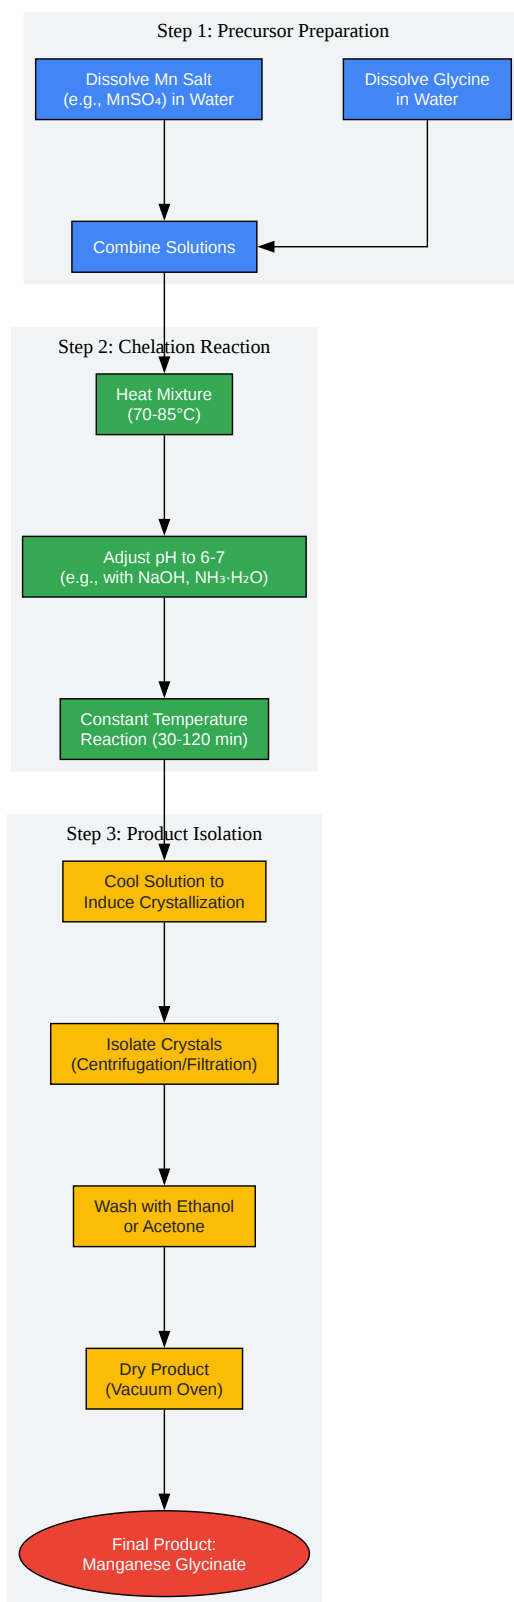 Step 1: Precursor Preparation
Dissolve Mn Salt
(e.g., MnSO₄) in Water
Dissolve Glycine
in Water
Combine Solutions
Step 2: Chelation Reaction
Heat Mixture
(70-85°C)
Adjust pH to 6-7
(e.g., with NaOH, NH₃·H₂O)
Constant Temperature
Reaction (30-120 min)
Step 3: Product Isolation
Cool Solution to
Induce Crystallization
Isolate Crystals
(Centrifugation/Filtration)
Wash with Ethanol
or Acetone
Dry Product
(Vacuum Oven)
Final Product:
Manganese Glycinate